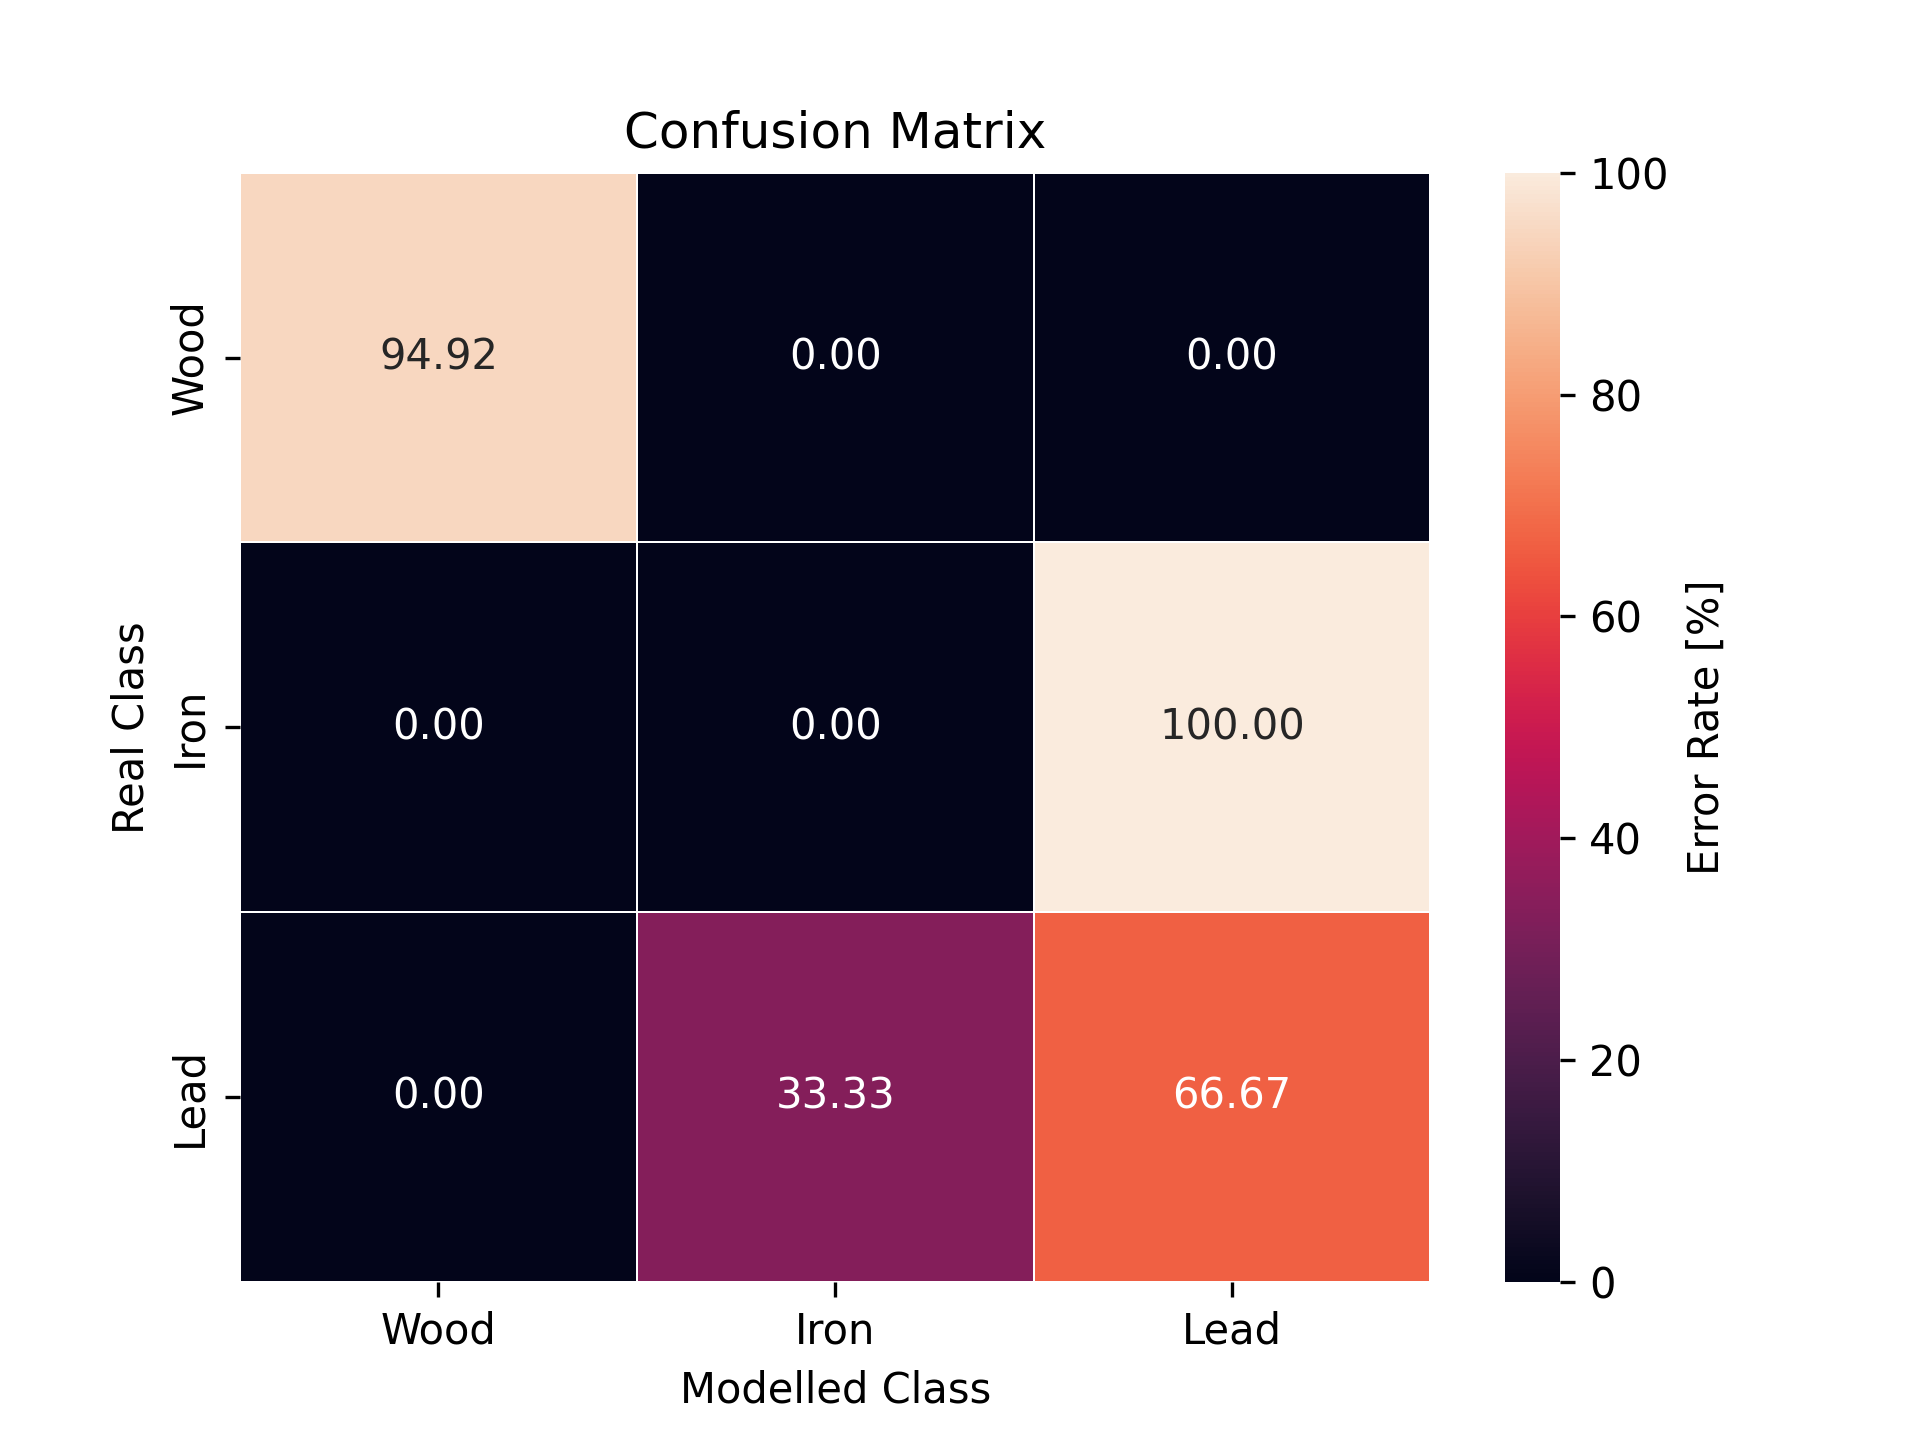 Confusion Matrix
Real Class
Wood
94.92 0.00 0.00
Iron
0.00 0.00 100.00
Lead
0.00 33.33 66.67
Wood Iron Lead
Modelled Class
100
80
60
40
20
0
Error Rate [%]